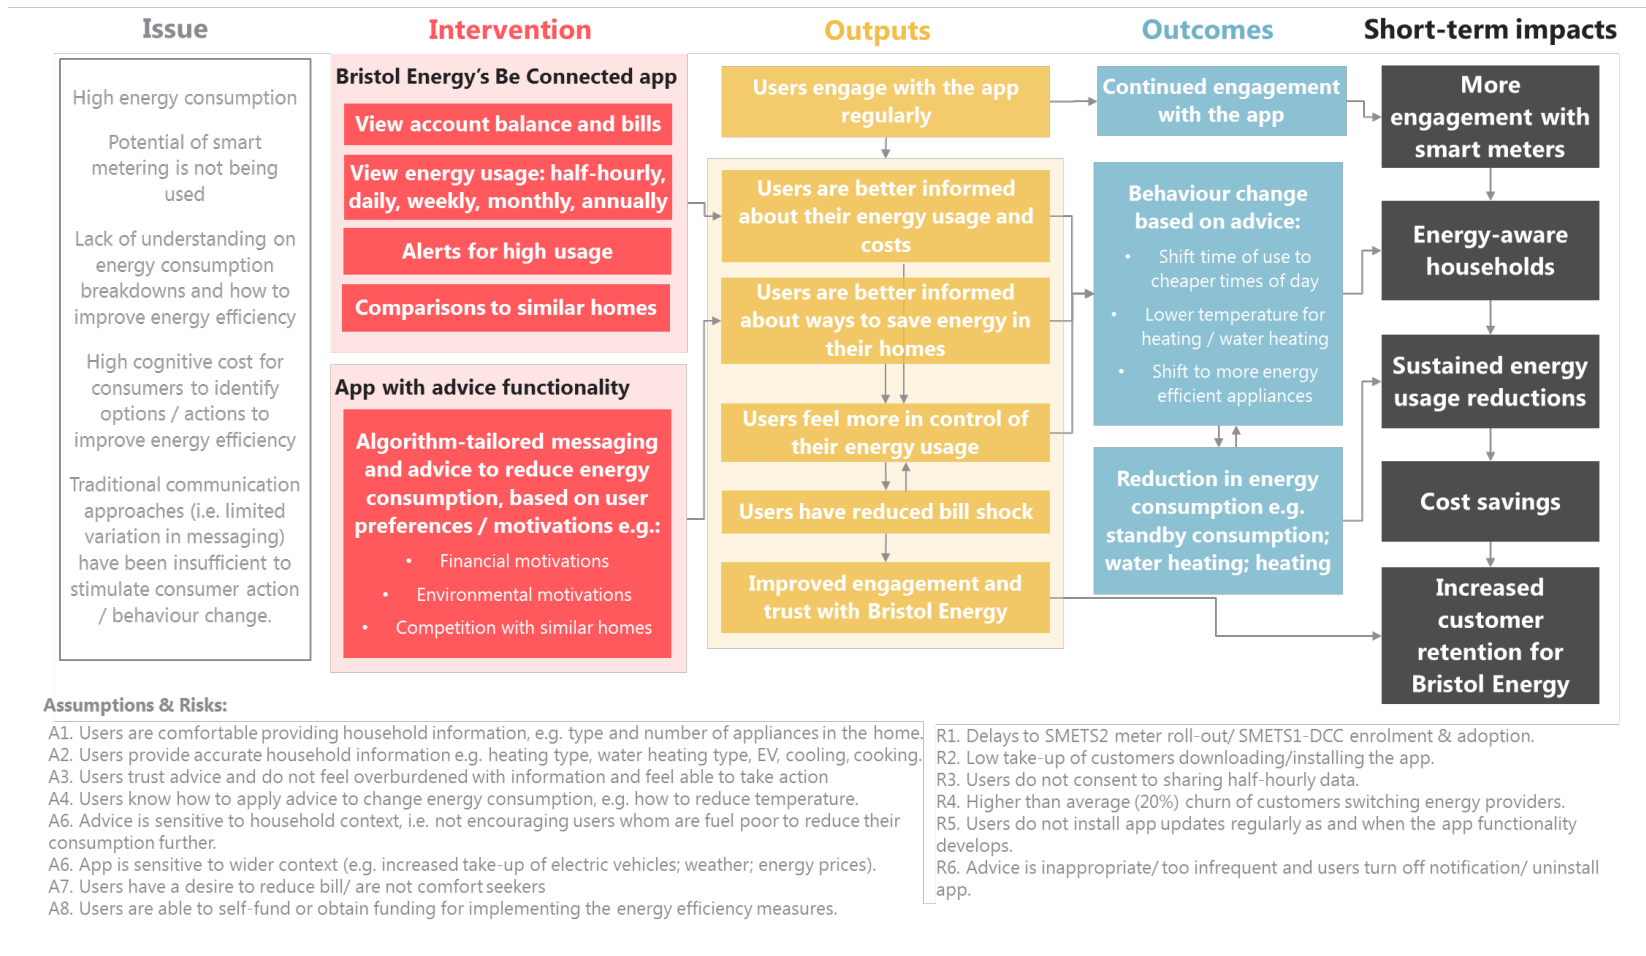 Issue
Intervention
Outputs
Outcomes
Short-term impacts
High energy consumption
Potential of smart
metering is not being
used
Lack of understanding on
energy consumption
breakdowns and how to
improve energy efficiency
High cognitive cost for
consumers to identify
options / actions to
improve energy efficiency
Traditional communication
approaches (i.e. limited
variation in messaging)
have been insufficient to
stimulate consumer action
/ behaviour change.
Bristol Energy's Be Connected app
View account balance and bills
View energy usage: half-hourly,
daily, weekly, monthly, annually
Alerts for high usage
Comparisons to similar homes
App with advice functionality
Algorithm-tailored messaging
and advice to reduce energy
consumption, based on user
preferences / motivations e.g.:
• Financial motivations
• Environmental motivations
• Competition with similar homes
Users engage with the app
regularly
Users are better informed
about their energy usage and
costs
Users are better informed
about ways to save energy in
their homes
Users feel more in control of
their energy usage
Users have reduced bill shock
Improved engagement and
trust with Bristol Energy
Continued engagement
with the app
Behaviour change
based on advice:
• Shift time of use to
cheaper times of day
• Lower temperature for
heating / water heating
• Shift to more energy
efficient appliances
Reduction in energy
consumption e.g.
standby consumption;
water heating; heating
More
engagement with
smart meters
Energy-aware
households
Sustained energy
usage reductions
Cost savings
Increased
customer
retention for
Bristol Energy
Assumptions & Risks:
A1. Users are comfortable providing household information, e.g. type and number of appliances in the home.
A2. Users provide accurate household information e.g. heating type, water heating type, EV, cooling, cooking.
A3. Users trust advice and do not feel overburdened with information and feel able to take action
A4. Users know how to apply advice to change energy consumption, e.g. how to reduce temperature.
A6. Advice is sensitive to household context, i.e. not encouraging users whom are fuel poor to reduce their
consumption further.
A6. App is sensitive to wider context (e.g. increased take-up of electric vehicles; weather; energy prices).
A7. Users have a desire to reduce bill/ are not comfort seekers
A8. Users are able to self-fund or obtain funding for implementing the energy efficiency measures.
R1. Delays to SMETS2 meter roll-out/ SMETS1-DCC enrolment & adoption.
R2. Low take-up of customers downloading/installing the app.
R3. Users do not consent to sharing half-hourly data.
R4. Higher than average (20%) churn of customers switching energy providers.
R5. Users do not install app updates regularly as and when the app functionality
develops.
R6. Advice is inappropriate/ too infrequent and users turn off notification/ uninstall
app.